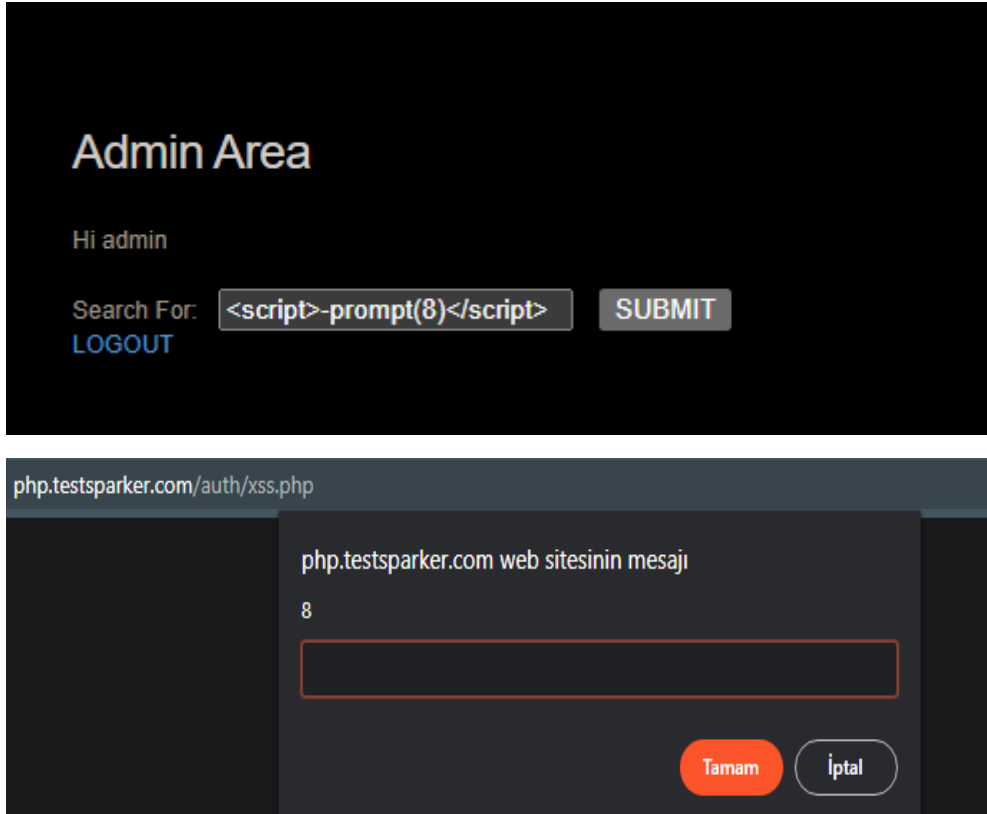 Admin Area
Hi admin
Search For: <script>-prompt(8)</script> SUBMIT
LOGOUT
php.testsparker.com/auth/xss.php
php.testsparker.com web sitesinin mesajı
8
Tamam İptal